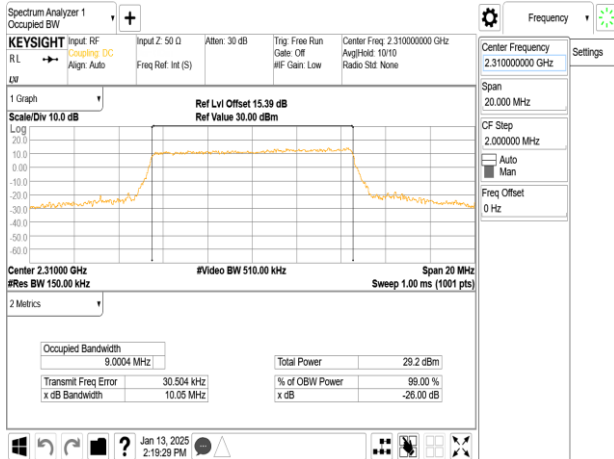 Spectrum Analyzer 1
Occupied BW
Frequency
KEYSIGHT
Input: RF
Coupling: DC
Align: Auto
Input Z: 50 Ω
Freq Ref: Int (S)
Atten: 30 dB
Trig: Free Run
Gate: Off
#IF Gain: Low
Center Freq: 2.310000000 GHz
Avg|Hold: 10/10
Radio Std: None
RL
LXI
Center Frequency
2.310000000 GHz
Settings
Span
20.000 MHz
CF Step
2.000000 MHz
Auto
Man
Freq Offset
0 Hz
1 Graph
Scale/Div 10.0 dB
Ref Lvl Offset 15.39 dB
Ref Value 30.00 dBm
Log
20.0
10.0
0.00
-10.0
-20.0
-30.0
-40.0
-50.0
-60.0
Center 2.31000 GHz
#Video BW 510.00 kHz
Span 20 MHz
#Res BW 150.00 kHz
Sweep 1.00 ms (1001 pts)
2 Metrics
Occupied Bandwidth
9.0004 MHz
Total Power 29.2 dBm
Transmit Freq Error 30.504 kHz
% of OBW Power 99.00 %
x dB Bandwidth 10.05 MHz
x dB -26.00 dB
Jan 13, 2025
2:19:29 PM